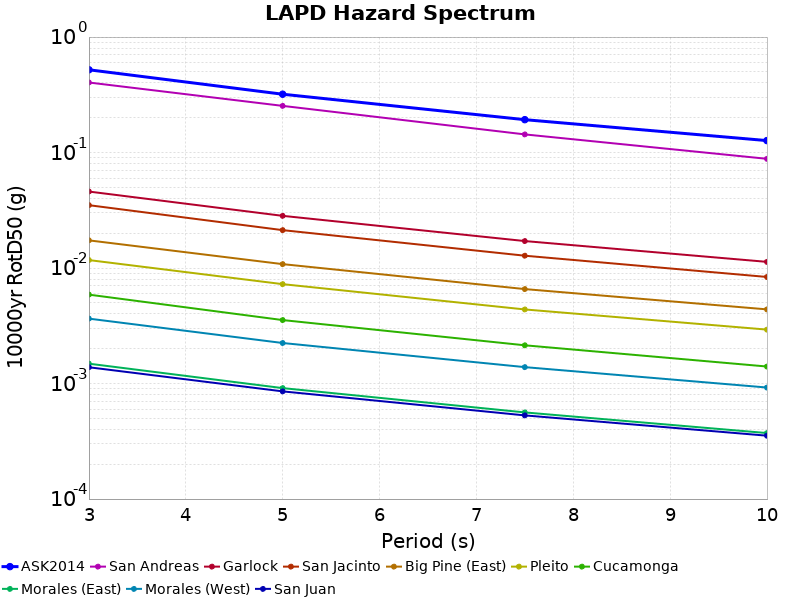 LAPD Hazard Spectrum
10000yr RotD50 (g)
10^0
10^-1
10^-2
10^-3
10^-4
3 4 5 6 7 8 9 10
Period (s)
ASK2014 San Andreas Garlock San Jacinto Big Pine (East) Pleito Cucamonga
Morales (East) Morales (West) San Juan